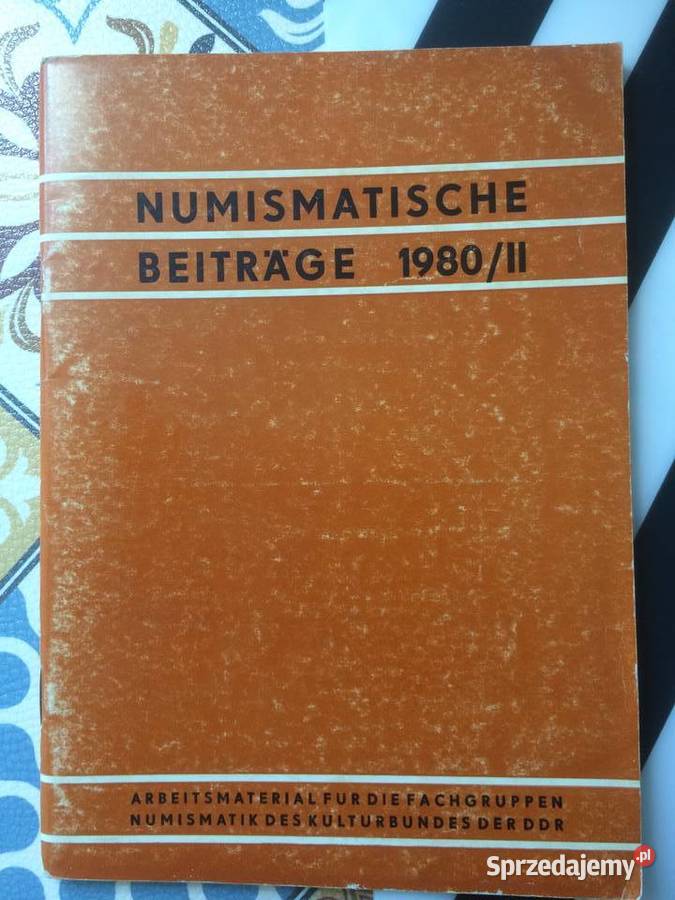 NUMISMATISCHE
BEITRÄGE 1980/II
ARBEITSMATERIAL FÜR DIE FACHGRUPPEN
NUMISMATIK DES KULTURBUNDES DER DDR
Sprzedajemy.pl